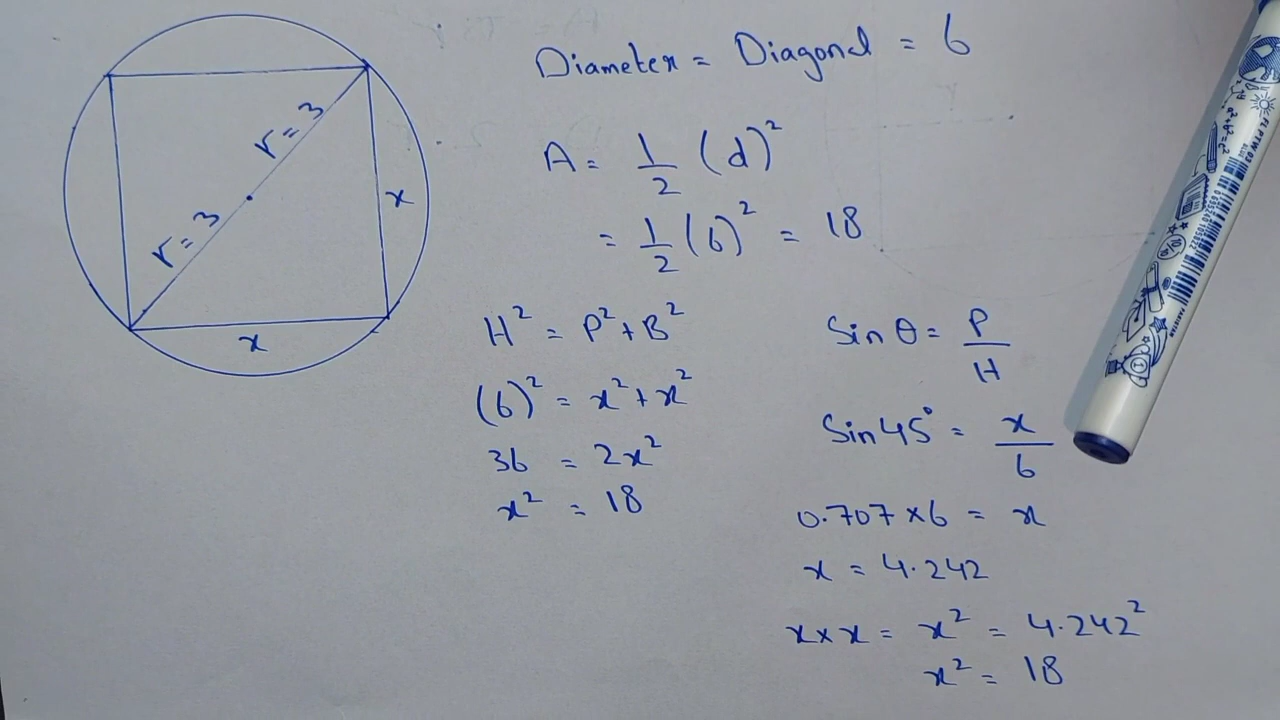 r = 3
r = 3
x
x
Diameter = Diagonal = 6
A = 1/2 (d)²
= 1/2 (6)² = 18
H² = P² + B²
(6)² = x² + x²
36 = 2x²
x² = 18
Sin θ = P/H
Sin 45° = x/6
0.707 × 6 = x
x = 4.242
x × x = x² = 4.242²
x² = 18